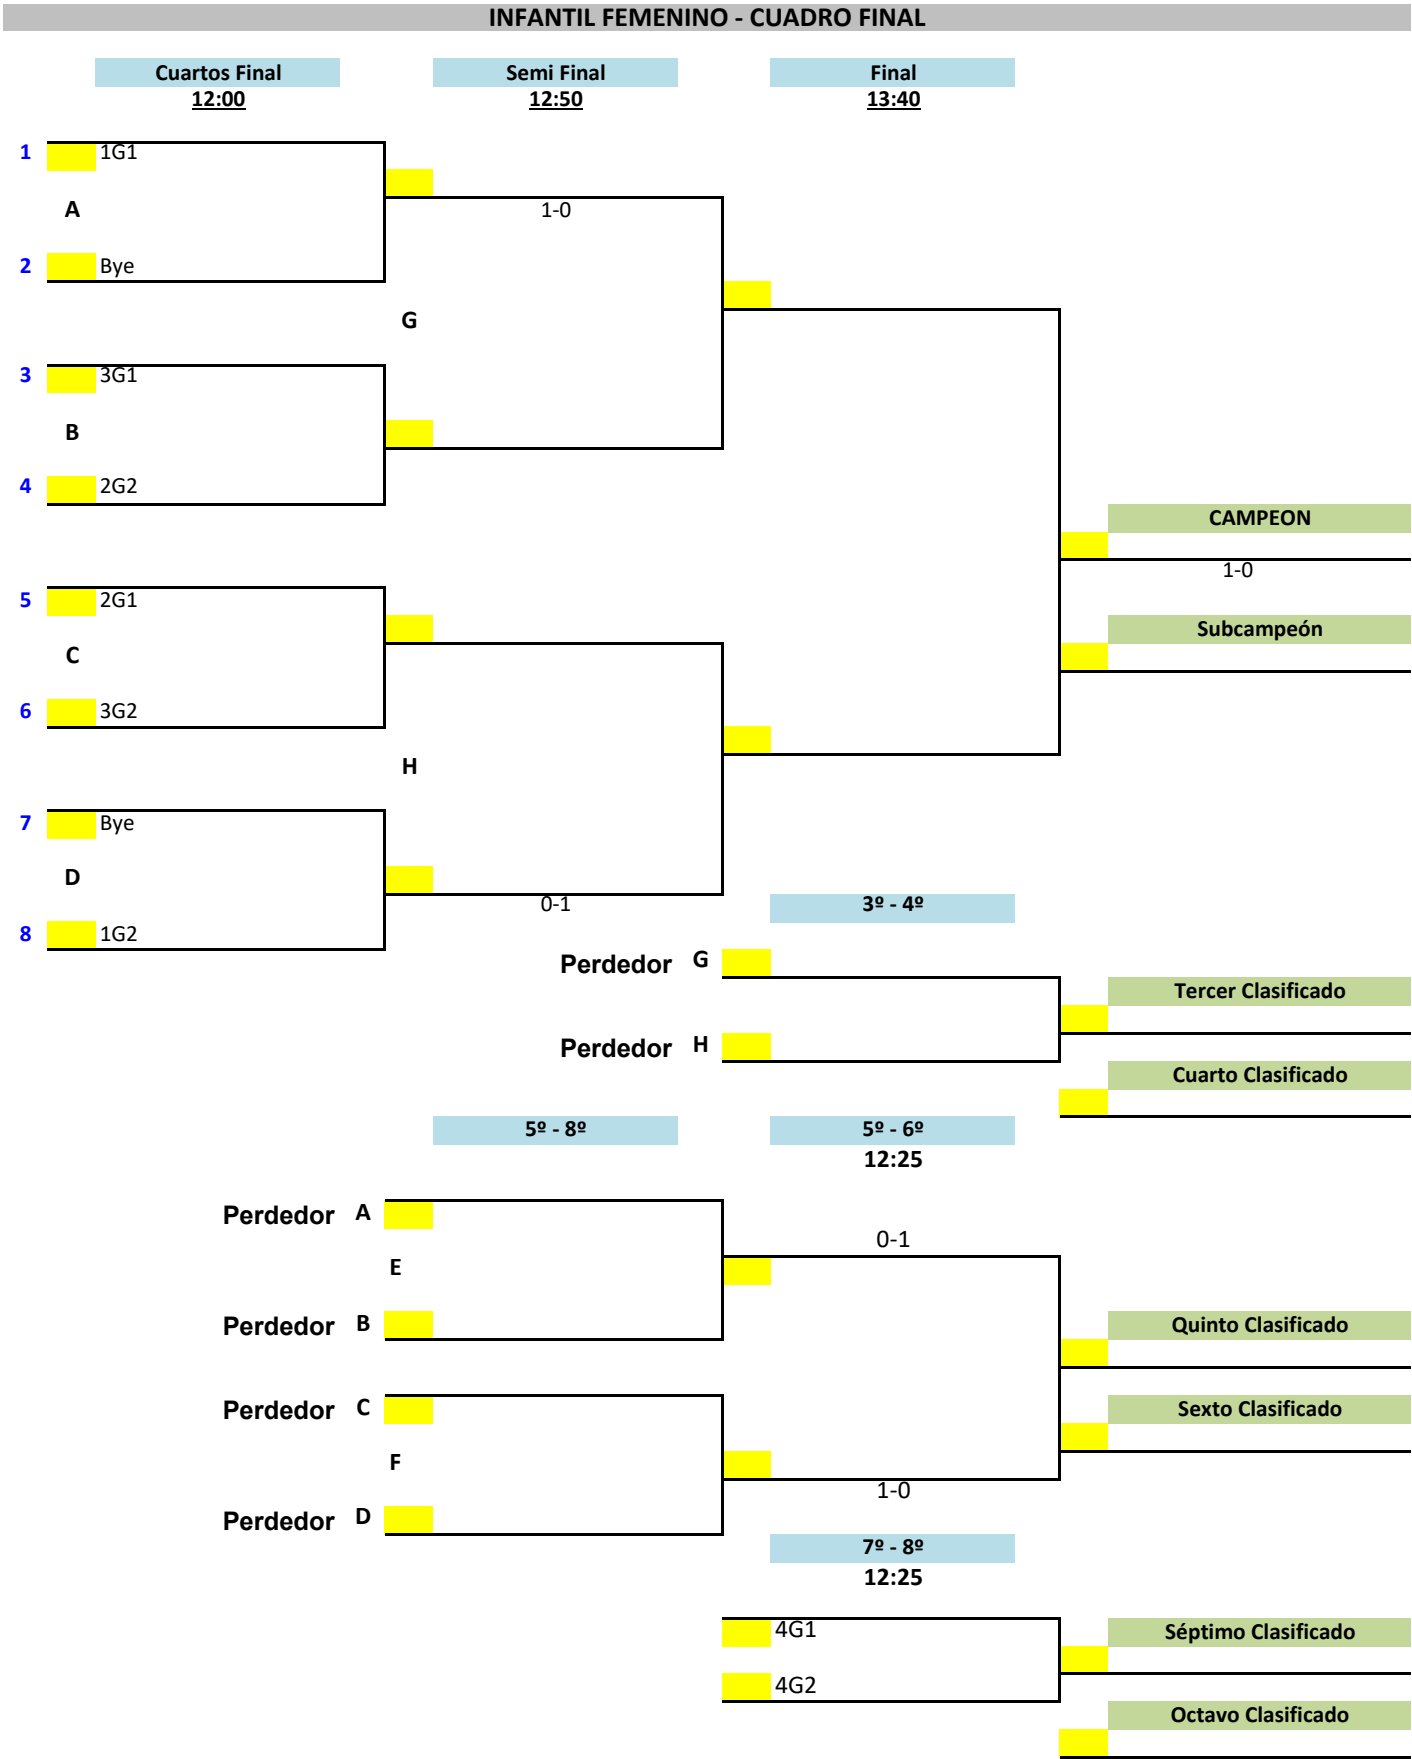 INFANTIL FEMENINO - CUADRO FINAL
Cuartos Final
Semi Final
Final
12:00
12:50
13:40
1
1G1
A
1-0
2
Bye
G
3
3G1
B
4
2G2
CAMPEON
1-0
5
2G1
Subcampeón
C
6
3G2
H
7
Bye
D
0-1
3º - 4º
8
1G2
Perdedor G
Tercer Clasificado
Perdedor H
Cuarto Clasificado
5º - 8º
5º - 6º
12:25
Perdedor A
0-1
E
Perdedor B
Quinto Clasificado
Perdedor C
Sexto Clasificado
F
1-0
Perdedor D
7º - 8º
12:25
4G1
Séptimo Clasificado
4G2
Octavo Clasificado